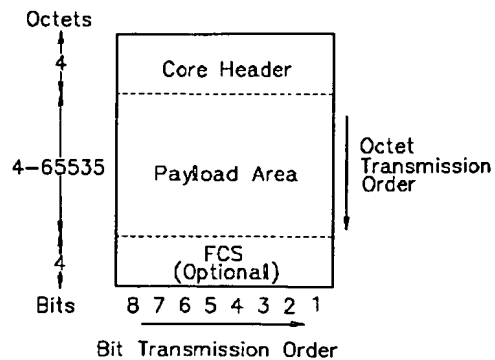 Octets
4
Core Header
4-65535
Payload Area
Octet
Transmission
Order
4
FCS
(Optional)
Bits
8 7 6 5 4 3 2 1
Bit Transmission Order